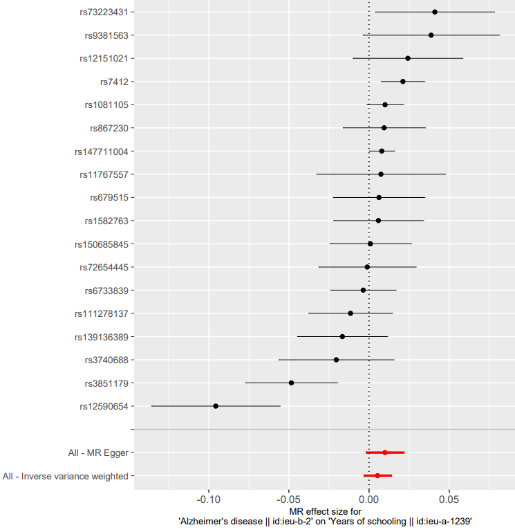 rs73223431
rs9381563
rs12151021
rs7412
rs1081105
rs867230
rs147711004
rs11767557
rs679515
rs1582763
rs150685845
rs72654445
rs6733839
rs111278137
rs139136389
rs3740688
rs3851179
rs12590654
All - MR Egger
All - Inverse variance weighted
-0.10 -0.05 0.00 0.05
MR effect size for
'Alzheimer's disease || id:ieu-b-2' on 'Years of schooling || id:ieu-a-1239'